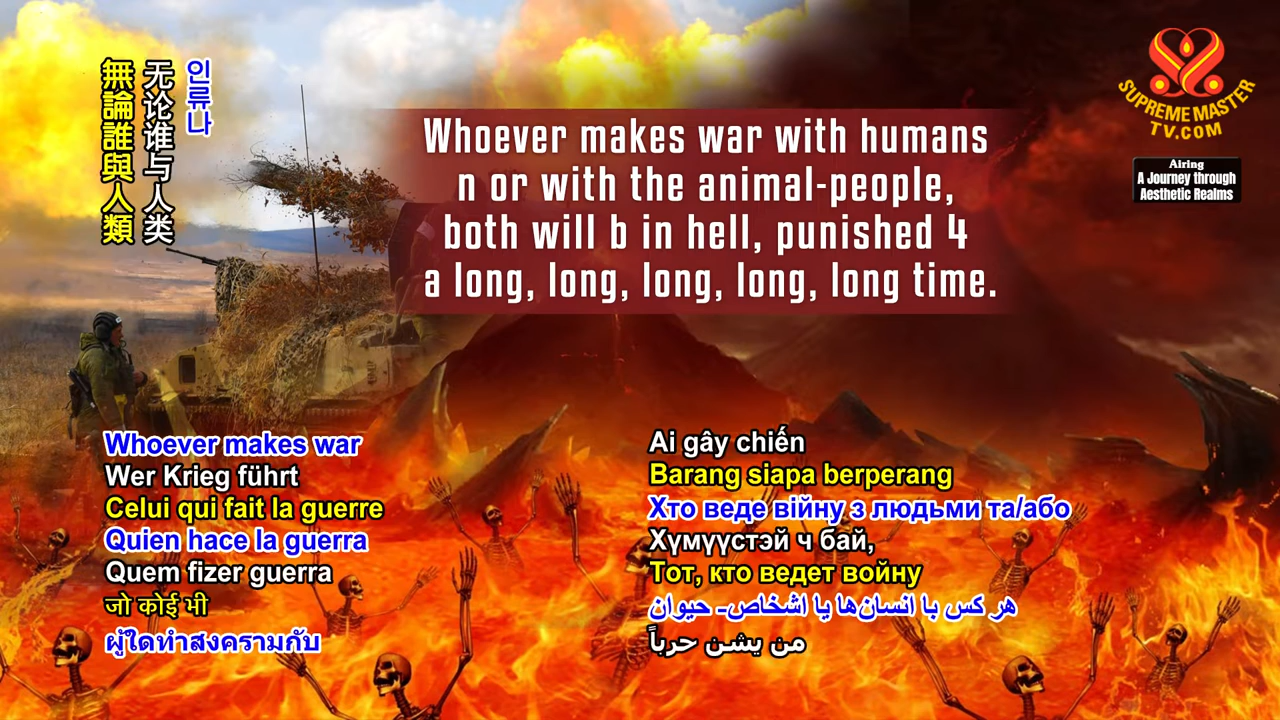 無論誰與人類
无论谁与人类
인류나
Whoever makes war with humans
n or with the animal-people,
both will b in hell, punished 4
a long, long, long, long, long time.
SUPREME MASTER
TV.COM
Airing
A Journey through
Aesthetic Realms
Whoever makes war
Wer Krieg führt
Celui qui fait la guerre
Quien hace la guerra
Quem fizer guerra
जो कोई भी
ผู้ใดทำสงครามกับ
Ai gây chiến
Barang siapa berperang
Хто веде війну з людьми та/або
Хүмүүстэй ч бай,
Тот, кто ведет войну
هر کس با انسان‌ها یا اشخاص- حیوان
من يشن حرباً